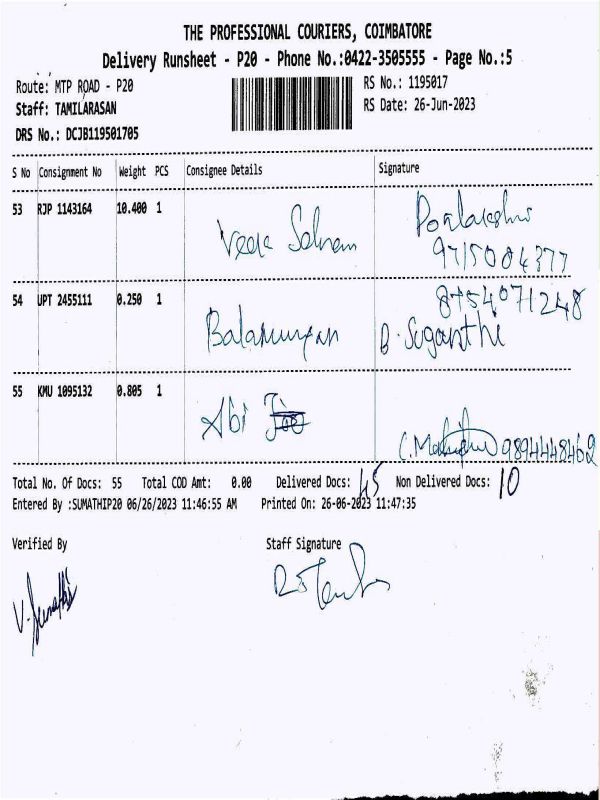 THE PROFESSIONAL COURIERS, COIMBATORE
Delivery Runsheet - P20 - Phone No.:0422-3505555 - Page No.:5
Route: MTP ROAD - P20 RS No.: 1195017
Staff: TAMILARASAN RS Date: 26-Jun-2023
DRS No.: DCJB119501705
S No Consignment No Weight PCS Consignee Details Signature
53 RJP 1143164 10.400 1
9715004377
54 UPT 2455111 0.250 1 Balamurugan B. Suganthi
8754071248
55 KMU 1095132 0.805 1 Abi
9894448462
Total No. Of Docs: 55 Total COD Amt: 0.00 Delivered Docs: 45 Non Delivered Docs: 10
Entered By :SUMATHIP20 06/26/2023 11:46:55 AM Printed On: 26-06-2023 11:47:35
Verified By Staff Signature